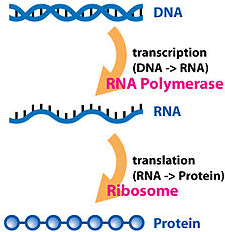 DNA
transcription
(DNA -> RNA)
RNA Polymerase
RNA
translation
(RNA -> Protein)
Ribosome
Protein